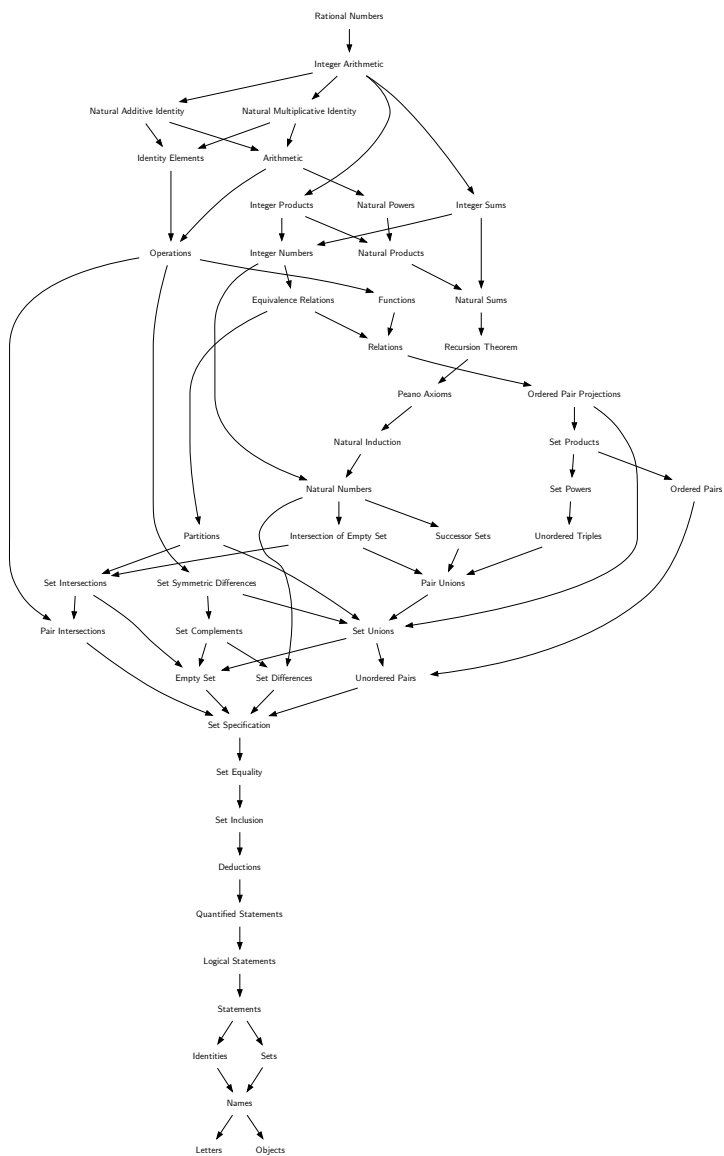 Rational Numbers
Integer Arithmetic
Natural Additive Identity
Natural Multiplicative Identity
Identity Elements
Arithmetic
Integer Products
Natural Powers
Integer Sums
Operations
Integer Numbers
Natural Products
Equivalence Relations
Functions
Natural Sums
Relations
Recursion Theorem
Peano Axioms
Ordered Pair Projections
Natural Induction
Set Products
Natural Numbers
Set Powers
Ordered Pairs
Partitions
Intersection of Empty Set
Successor Sets
Unordered Triples
Set Intersections
Set Symmetric Differences
Pair Unions
Pair Intersections
Set Complements
Set Unions
Empty Set
Set Differences
Unordered Pairs
Set Specification
Set Equality
Set Inclusion
Deductions
Quantified Statements
Logical Statements
Statements
Identities
Sets
Names
Letters
Objects